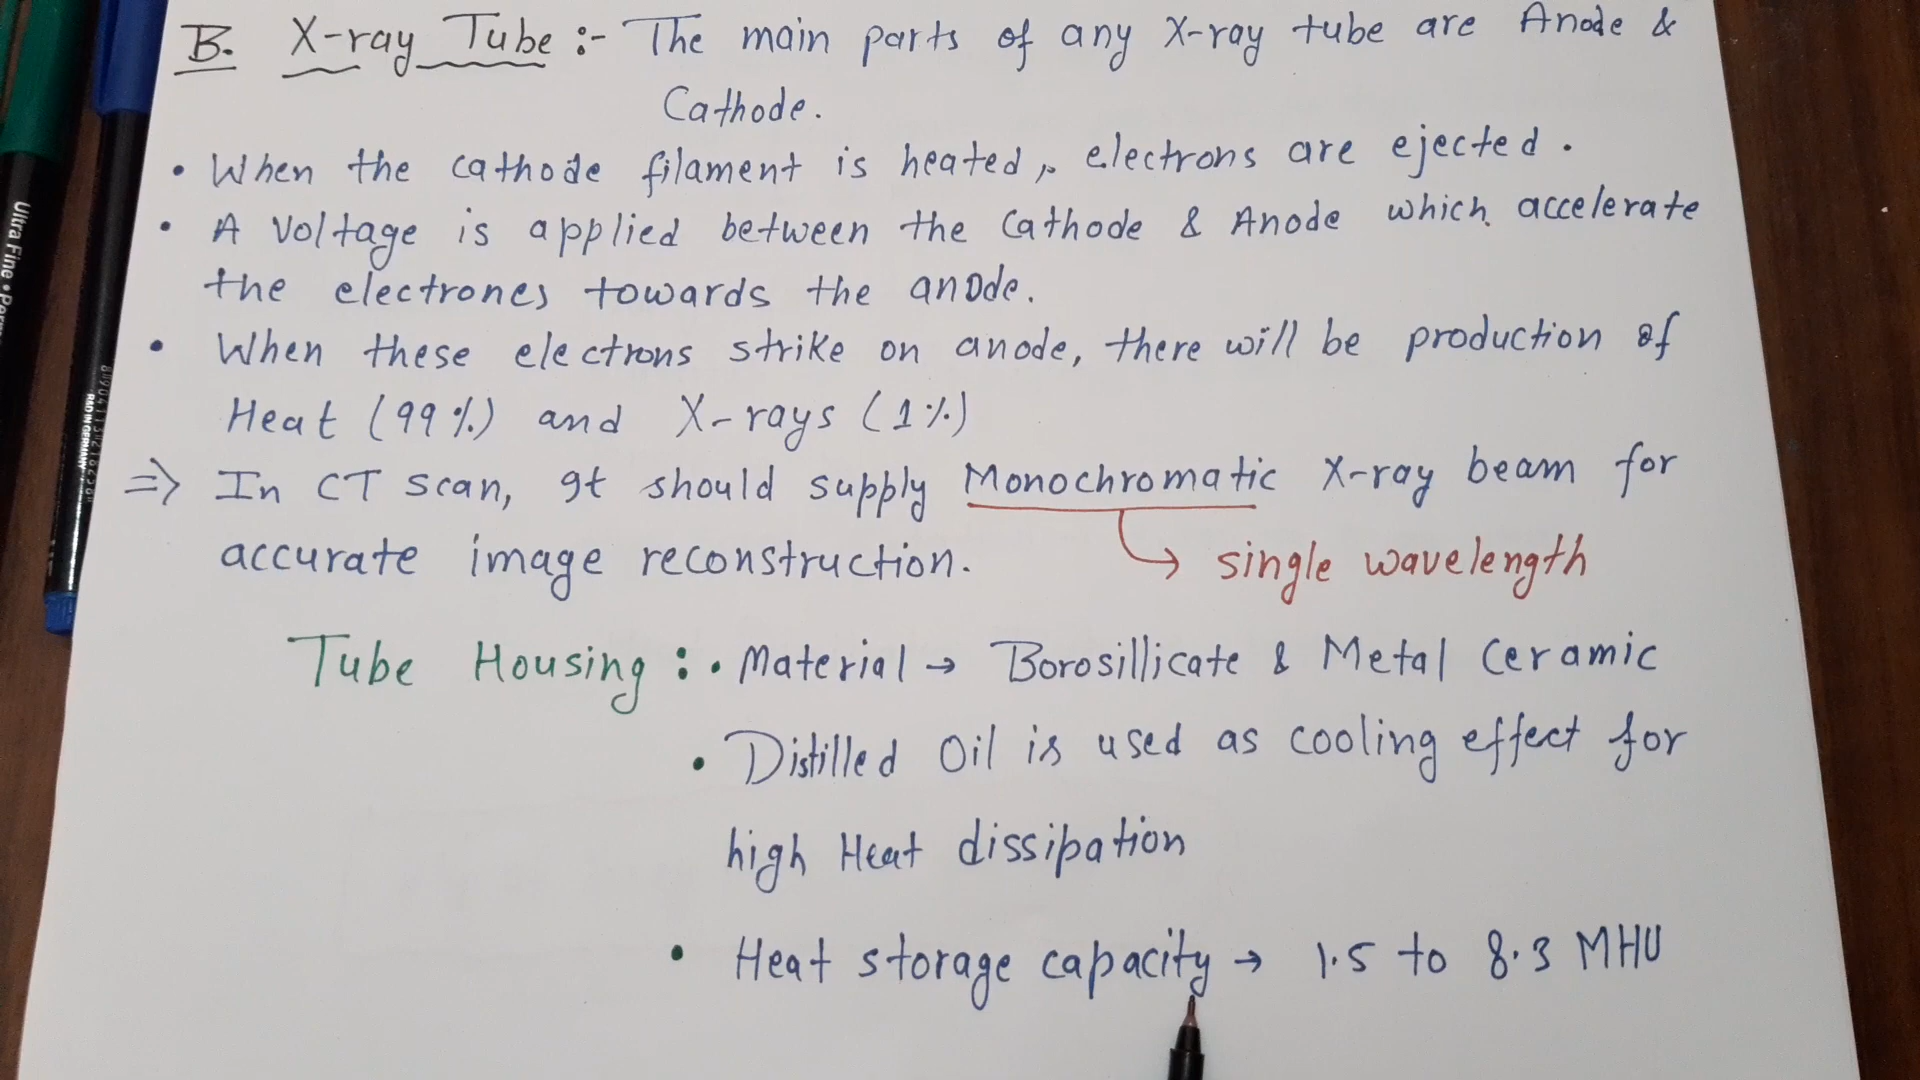 B. X-ray Tube :- The main parts of any X-ray tube are Anode &
Cathode.
• When the cathode filament is heated, electrons are ejected.
• A Voltage is applied between the Cathode & Anode which accelerate
the electrones towards the anode.
• When these electrons strike on anode, there will be production of
Heat (99%) and X-rays (1%)
=> In CT scan, It should supply Monochromatic X-ray beam for
accurate image reconstruction. → single wavelength
Tube Housing : • Material → Borosillicate & Metal Ceramic
• Distilled Oil is used as cooling effect for
high Heat dissipation
• Heat storage capacity → 1.5 to 8.3 MHU
Ultra Fine • Perm
RAD IN GERMANY